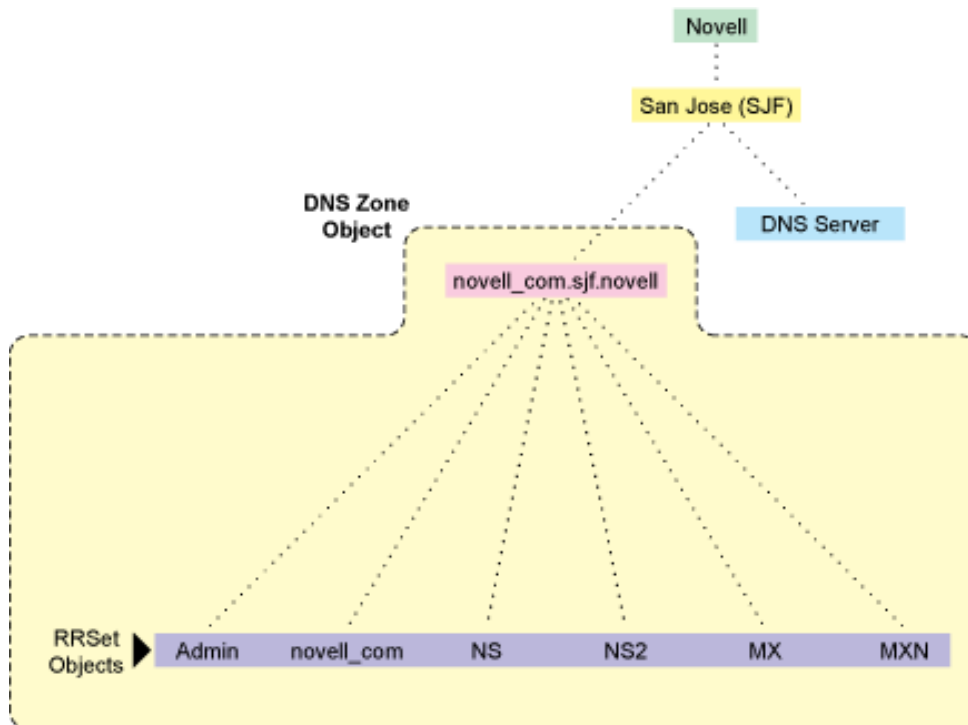 Novell
San Jose (SJF)
DNS Zone
Object
DNS Server
novell_com.sjf.novell
RRSet
Objects
Admin
novell_com
NS
NS2
MX
MXN